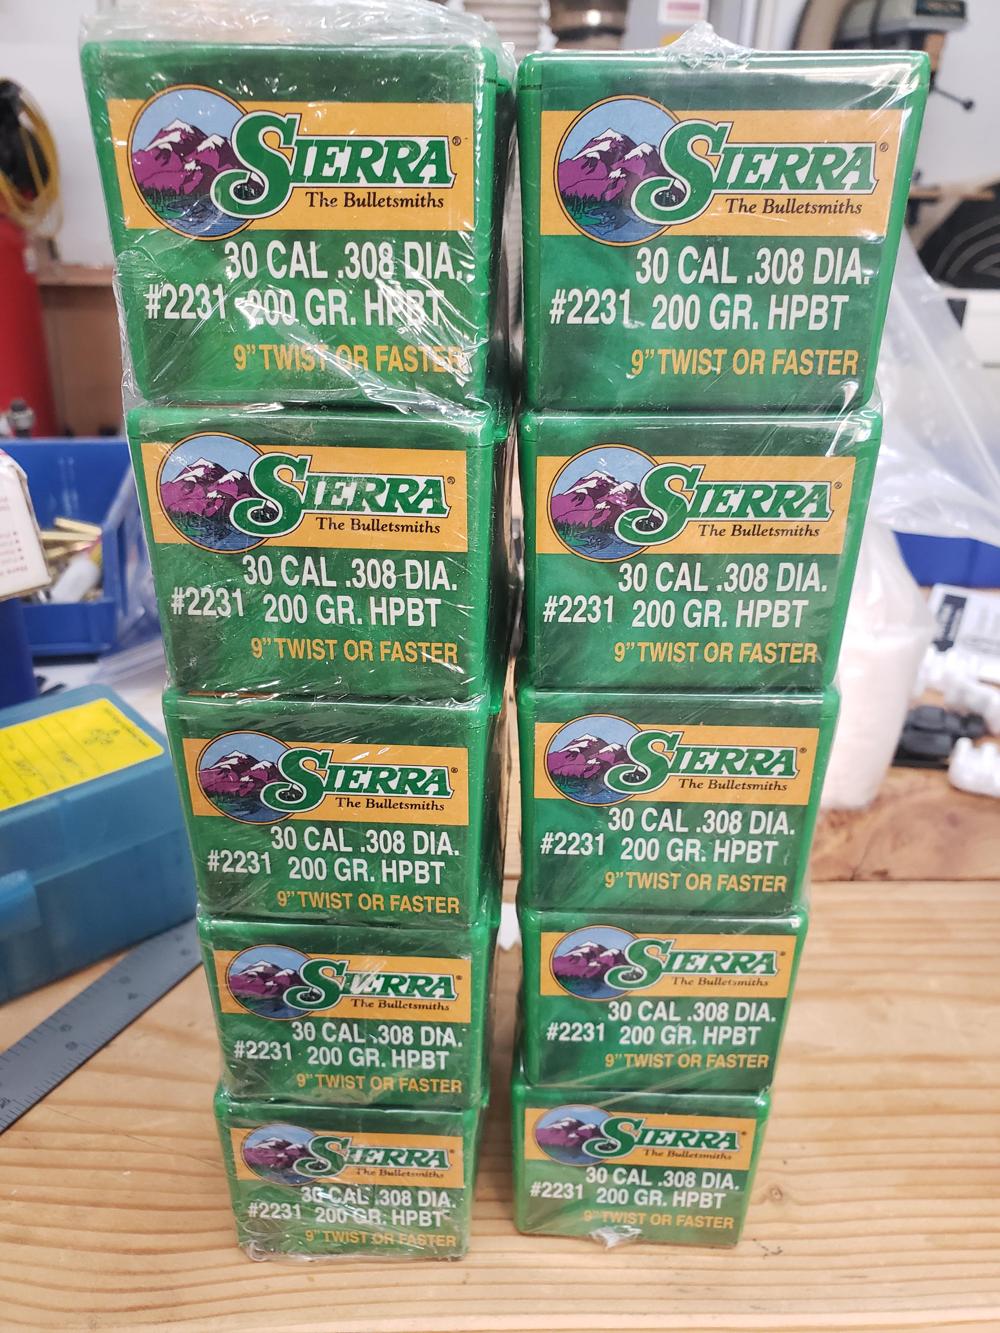 SIERRA®
The Bulletsmiths
30 CAL .308 DIA.
#2231 200 GR. HPBT
9” TWIST OR FASTER
SIERRA®
The Bulletsmiths
30 CAL .308 DIA.
#2231 200 GR. HPBT
9” TWIST OR FASTER
SIERRA®
The Bulletsmiths
30 CAL .308 DIA.
#2231 200 GR. HPBT
9” TWIST OR FASTER
SIERRA®
The Bulletsmiths
30 CAL .308 DIA.
#2231 200 GR. HPBT
9” TWIST OR FASTER
SIERRA®
The Bulletsmiths
30 CAL .308 DIA.
#2231 200 GR. HPBT
9” TWIST OR FASTER
SIERRA®
The Bulletsmiths
30 CAL .308 DIA.
#2231 200 GR. HPBT
9” TWIST OR FASTER
SIERRA®
The Bulletsmiths
30 CAL .308 DIA.
#2231 200 GR. HPBT
9” TWIST OR FASTER
SIERRA®
The Bulletsmiths
30 CAL .308 DIA.
#2231 200 GR. HPBT
9” TWIST OR FASTER
SIERRA®
The Bulletsmiths
30 CAL .308 DIA.
#2231 200 GR. HPBT
9” TWIST OR FASTER
SIERRA®
The Bulletsmiths
30 CAL .308 DIA.
#2231 200 GR. HPBT
9” TWIST OR FASTER